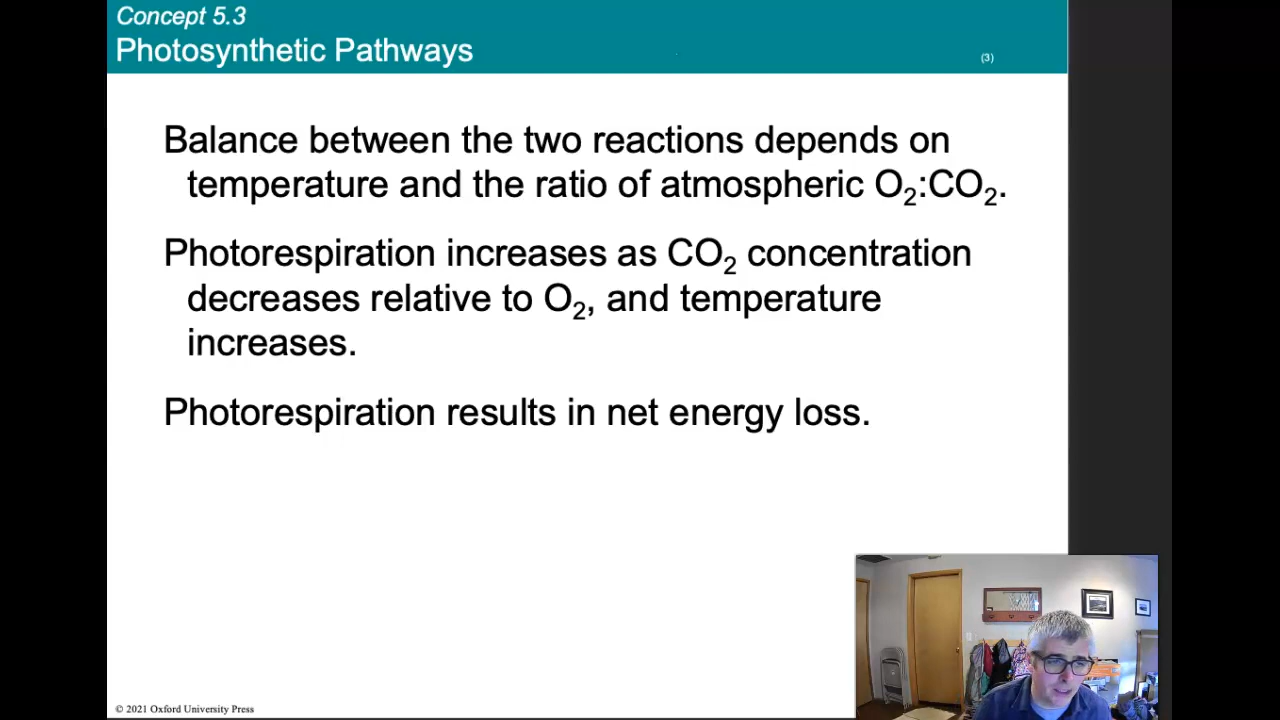 Concept 5.3
Photosynthetic Pathways
(3)
Balance between the two reactions depends on
temperature and the ratio of atmospheric O₂:CO₂.
Photorespiration increases as CO₂ concentration
decreases relative to O₂, and temperature
increases.
Photorespiration results in net energy loss.
© 2021 Oxford University Press